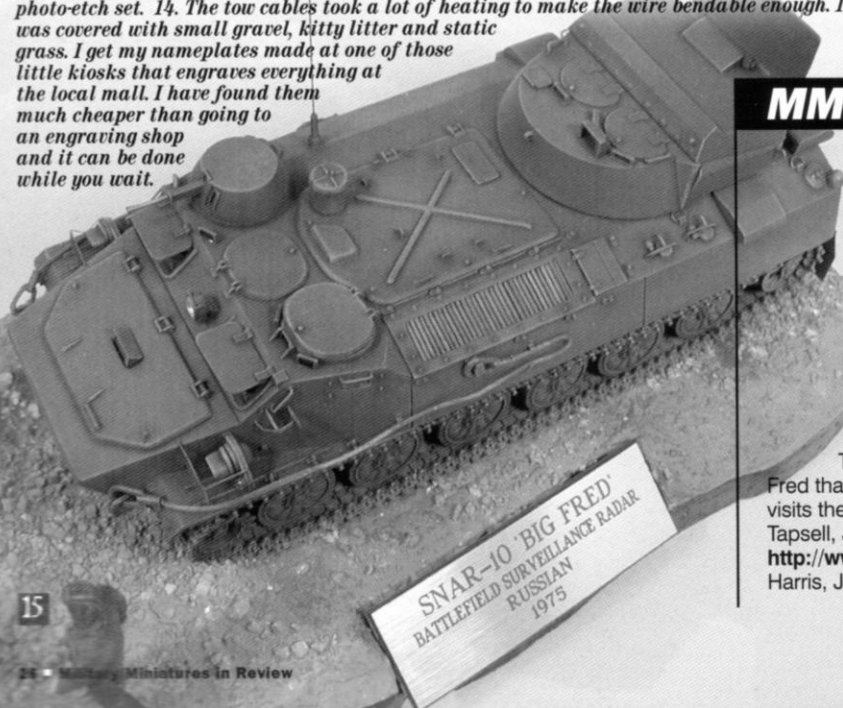 photo-etch set. 14. The tow cables took a lot of heating to make the wire bendable enough.
was covered with small gravel, kitty litter and static
grass. I get my nameplates made at one of those
little kiosks that engraves everything at
the local mall. I have found them
much cheaper than going to
an engraving shop
and it can be done
while you wait.
MM
Fred tha
visits the
Tapsell,
http://w
Harris, J
SNAR-10 'BIG FRED'
BATTLEFIELD SURVEILLANCE RADAR
RUSSIAN
1975
15
26 ▪ Military Miniatures in Review